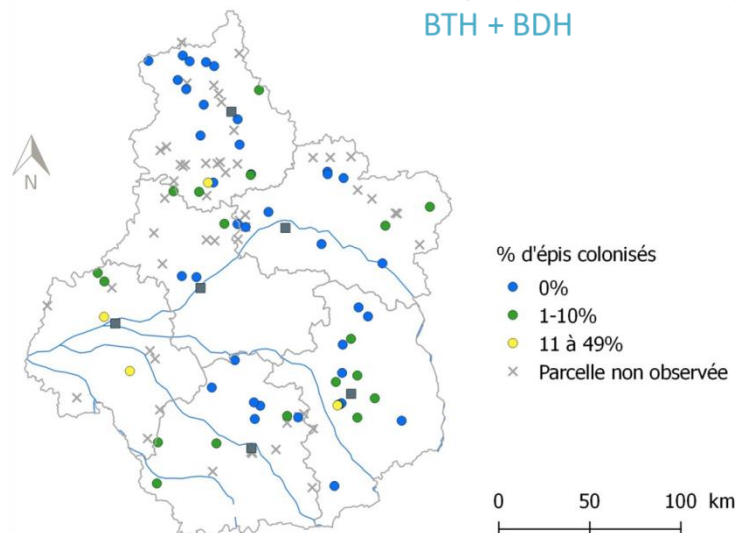 BTH + BDH
N
% d'épis colonisés
0%
1-10%
11 à 49%
Parcelle non observée
0 50 100 km